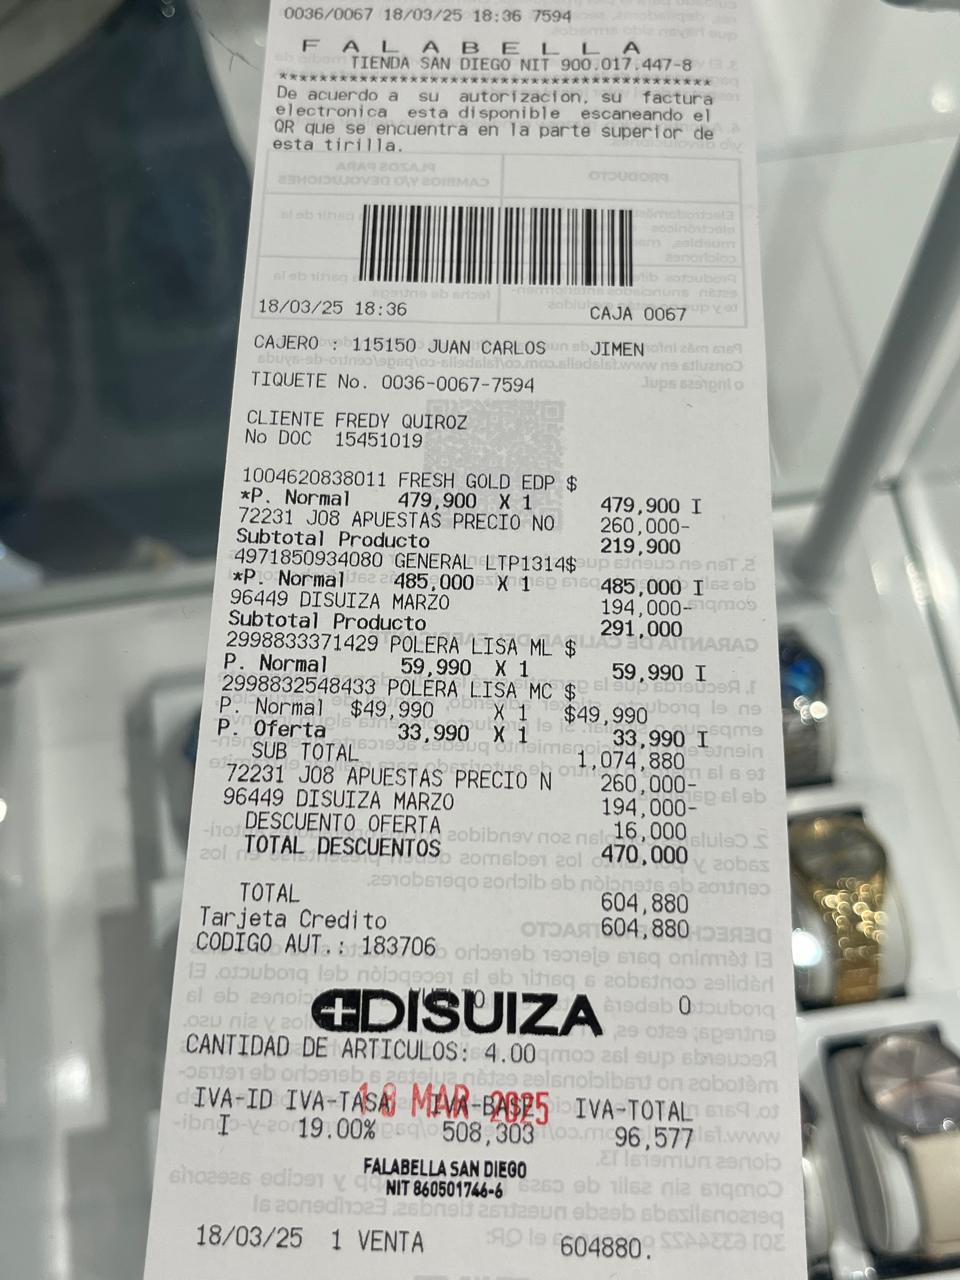 0036/0067 18/03/25 18:36 7594
F A L A B E L L A
TIENDA SAN DIEGO NIT 900.017.447-8
**************************************************
De acuerdo a su autorizacion, su factura
electronica esta disponible escaneando el
QR que se encuentra en la parte superior de
esta tirilla.
18/03/25 18:36 CAJA 0067
CAJERO : 115150 JUAN CARLOS JIMEN
TIQUETE No. 0036-0067-7594
CLIENTE FREDY QUIROZ
No DOC 15451019
1004620838011 FRESH GOLD EDP $
*P. Normal 479,900 X 1 479,900 I
72231 J08 APUESTAS PRECIO NO 260,000-
Subtotal Producto 219,900
4971850934080 GENERAL LTP1314$
*P. Normal 485,000 X 1 485,000 I
96449 DISUIZA MARZO 194,000-
Subtotal Producto 291,000
2998833371429 POLERA LISA ML $
P. Normal 59,990 X 1 59,990 I
2998832548433 POLERA LISA MC $
P. Normal $49,990 X 1 $49,990
P. Oferta 33,990 X 1 33,990 I
SUB TOTAL 1,074,880
72231 J08 APUESTAS PRECIO N 260,000-
96449 DISUIZA MARZO 194,000-
DESCUENTO OFERTA 16,000
TOTAL DESCUENTOS 470,000
TOTAL 604,880
Tarjeta Credito 604,880
CODIGO AUT.: 183706
DISUIZA 0
CANTIDAD DE ARTICULOS: 4.00
18 MAR 2025
IVA-ID IVA-TASA IVA-BASE IVA-TOTAL
I 19.00% 508,303 96,577
FALABELLA SAN DIEGO
NIT 860501746-6
18/03/25 1 VENTA 604880.